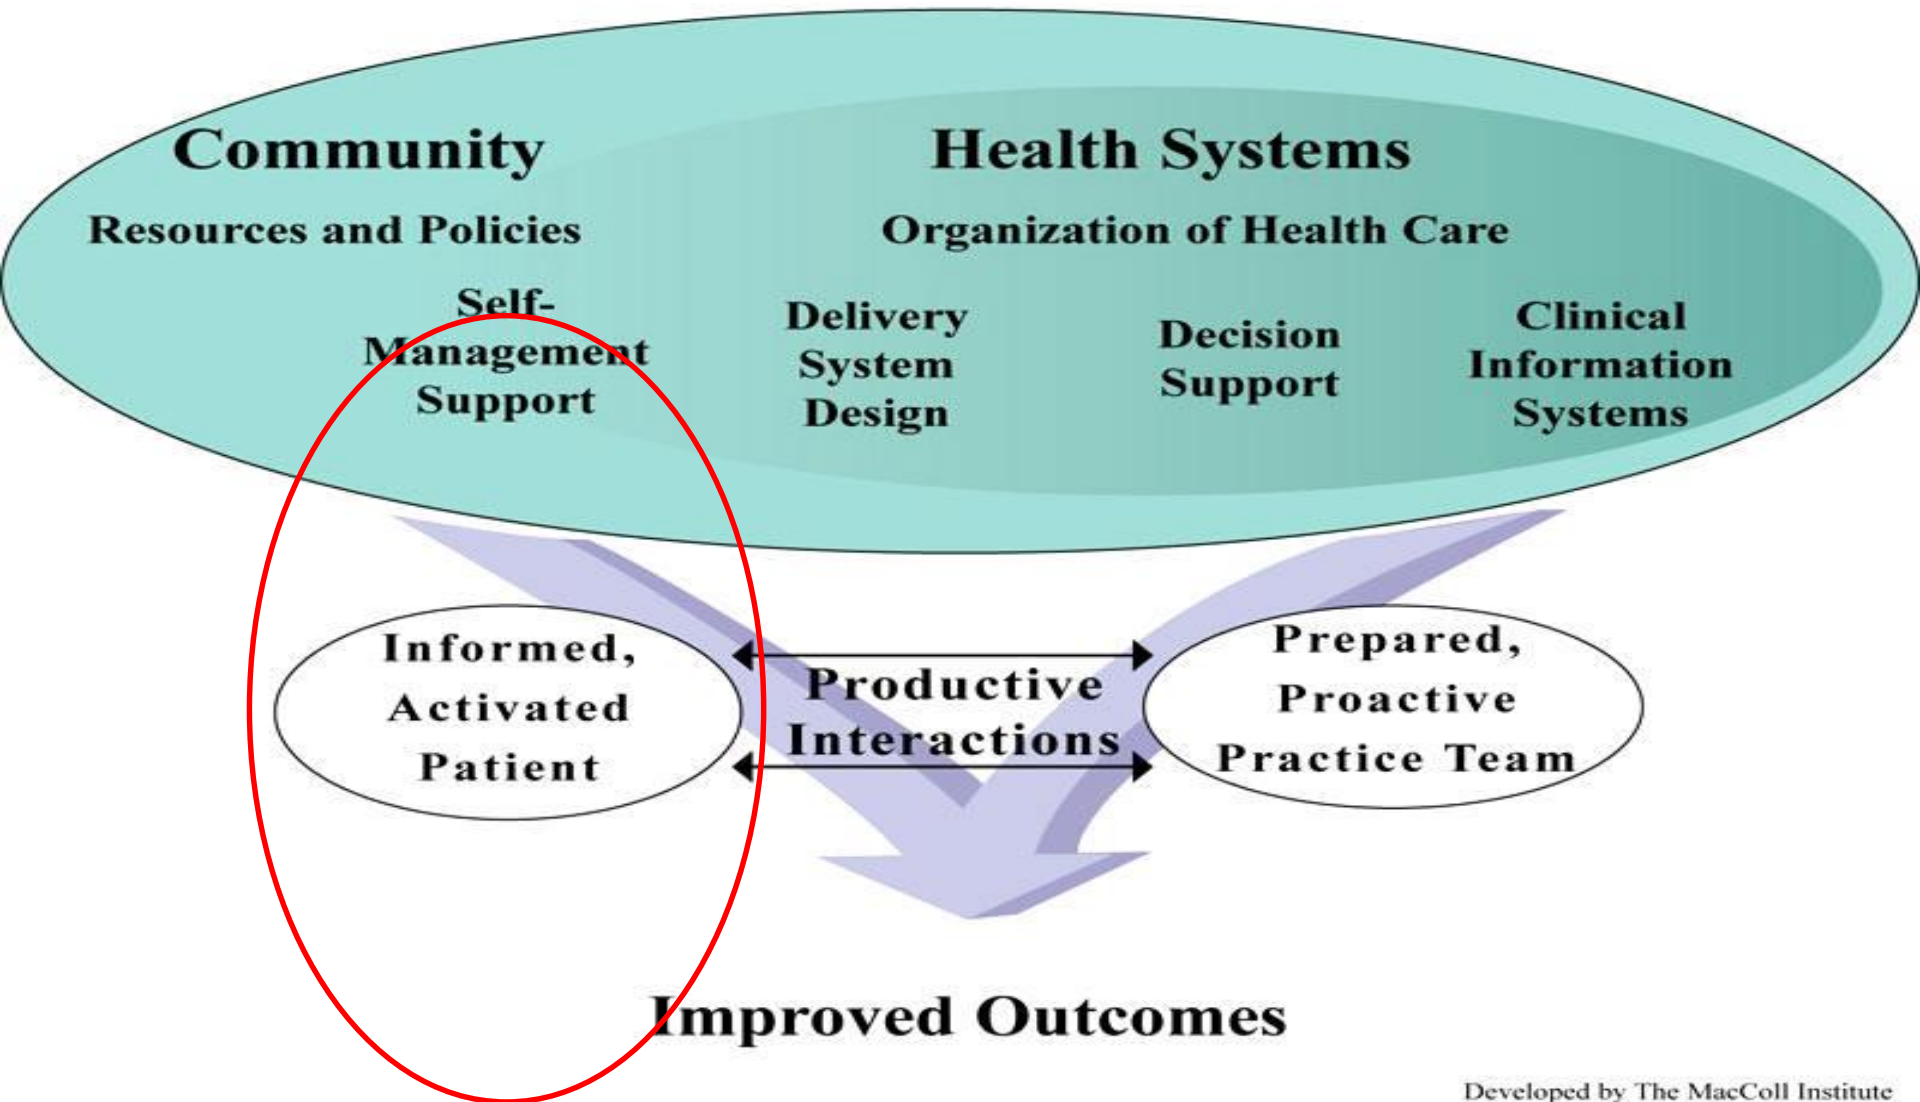 Community
Health Systems
Resources and Policies
Organization of Health Care
Self-
Management
Support
Delivery
System
Design
Decision
Support
Clinical
Information
Systems
Informed,
Activated
Patient
Productive
Interactions
Prepared,
Proactive
Practice Team
Improved Outcomes
Developed by The MacColl Institute